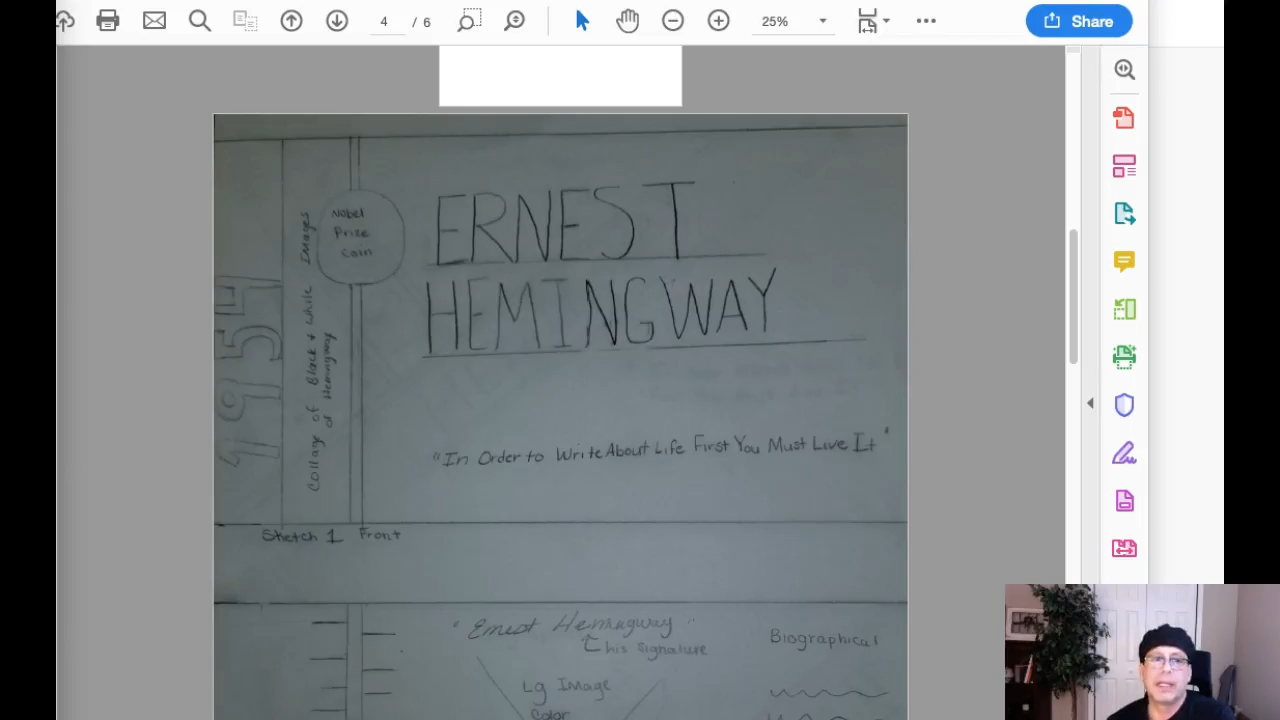 4 / 6
25%
Share
1954
Collage of Black & White Images
of Hemingway
Nobel
Prize
Coin
ERNEST
HEMINGWAY
"In Order to Write About Life First You Must Live It"
Sketch 1 Front
"Ernest Hemingway"
his Signature
Biographical
Lg Image
Color